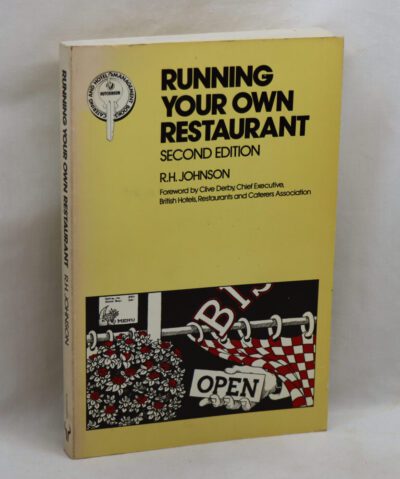 RUNNING
YOUR OWN
RESTAURANT
SECOND EDITION
R.H. JOHNSON
Foreword by Clive Derby, Chief Executive,
British Hotels, Restaurants and Caterers Association
CATERING AND HOTEL MANAGEMENT BOOKS
HUTCHINSON
RUNNING YOUR OWN RESTAURANT R.H. JOHNSON
MENU
BIS
OPEN